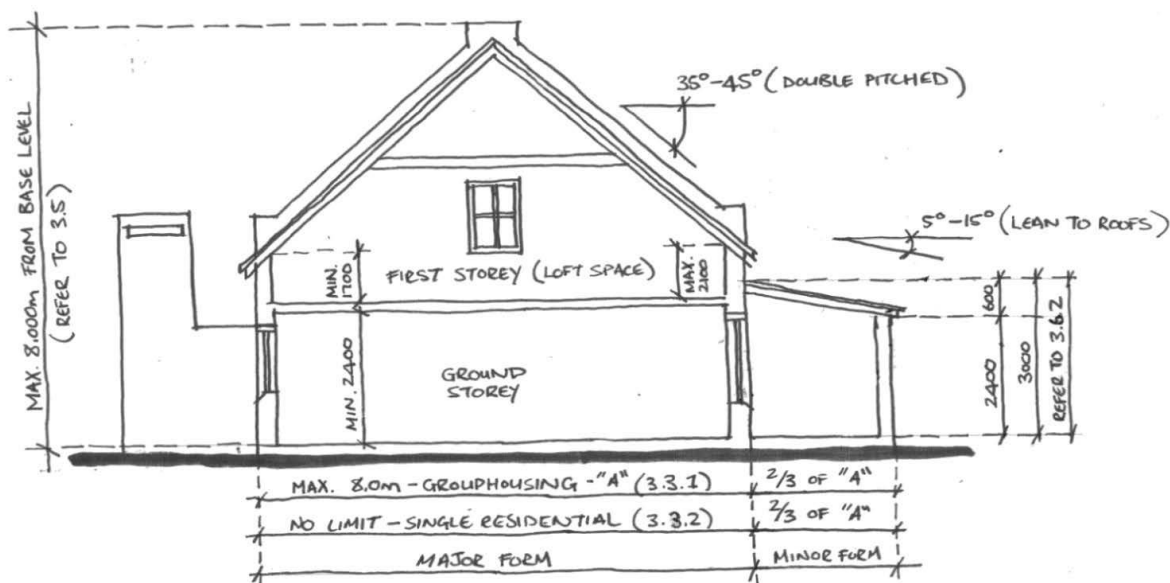 MAX. 8.000m FROM BASE LEVEL
(REFER TO 3.5)
35°-45° (DOUBLE PITCHED)
5°-15° (LEAN TO ROOFS)
MIN. 1700
FIRST STOREY (LOFT SPACE)
MAX. 2100
MIN. 2400
GROUND
STOREY
600
2400
3000
REFER TO 3.6.2
MAX. 8.0m - GROUPHOUSING - "A" (3.3.1)
2/3 OF "A"
NO LIMIT - SINGLE RESIDENTIAL (3.3.2)
2/3 OF "A"
MAJOR FORM
MINOR FORM